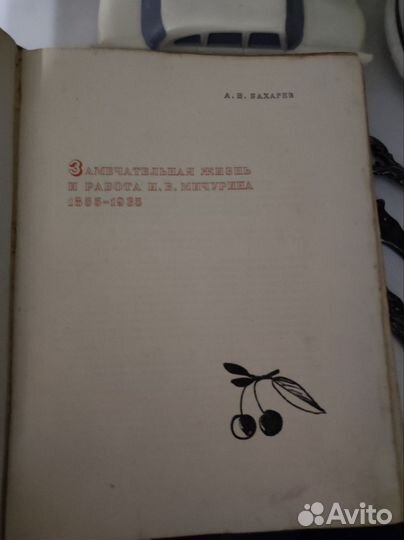 А. Н. БАХАРЕВ
ЗАМЕЧАТЕЛЬНАЯ ЖИЗНЬ
И РАБОТА И. В. МИЧУРИНА
1855-1935
Avito